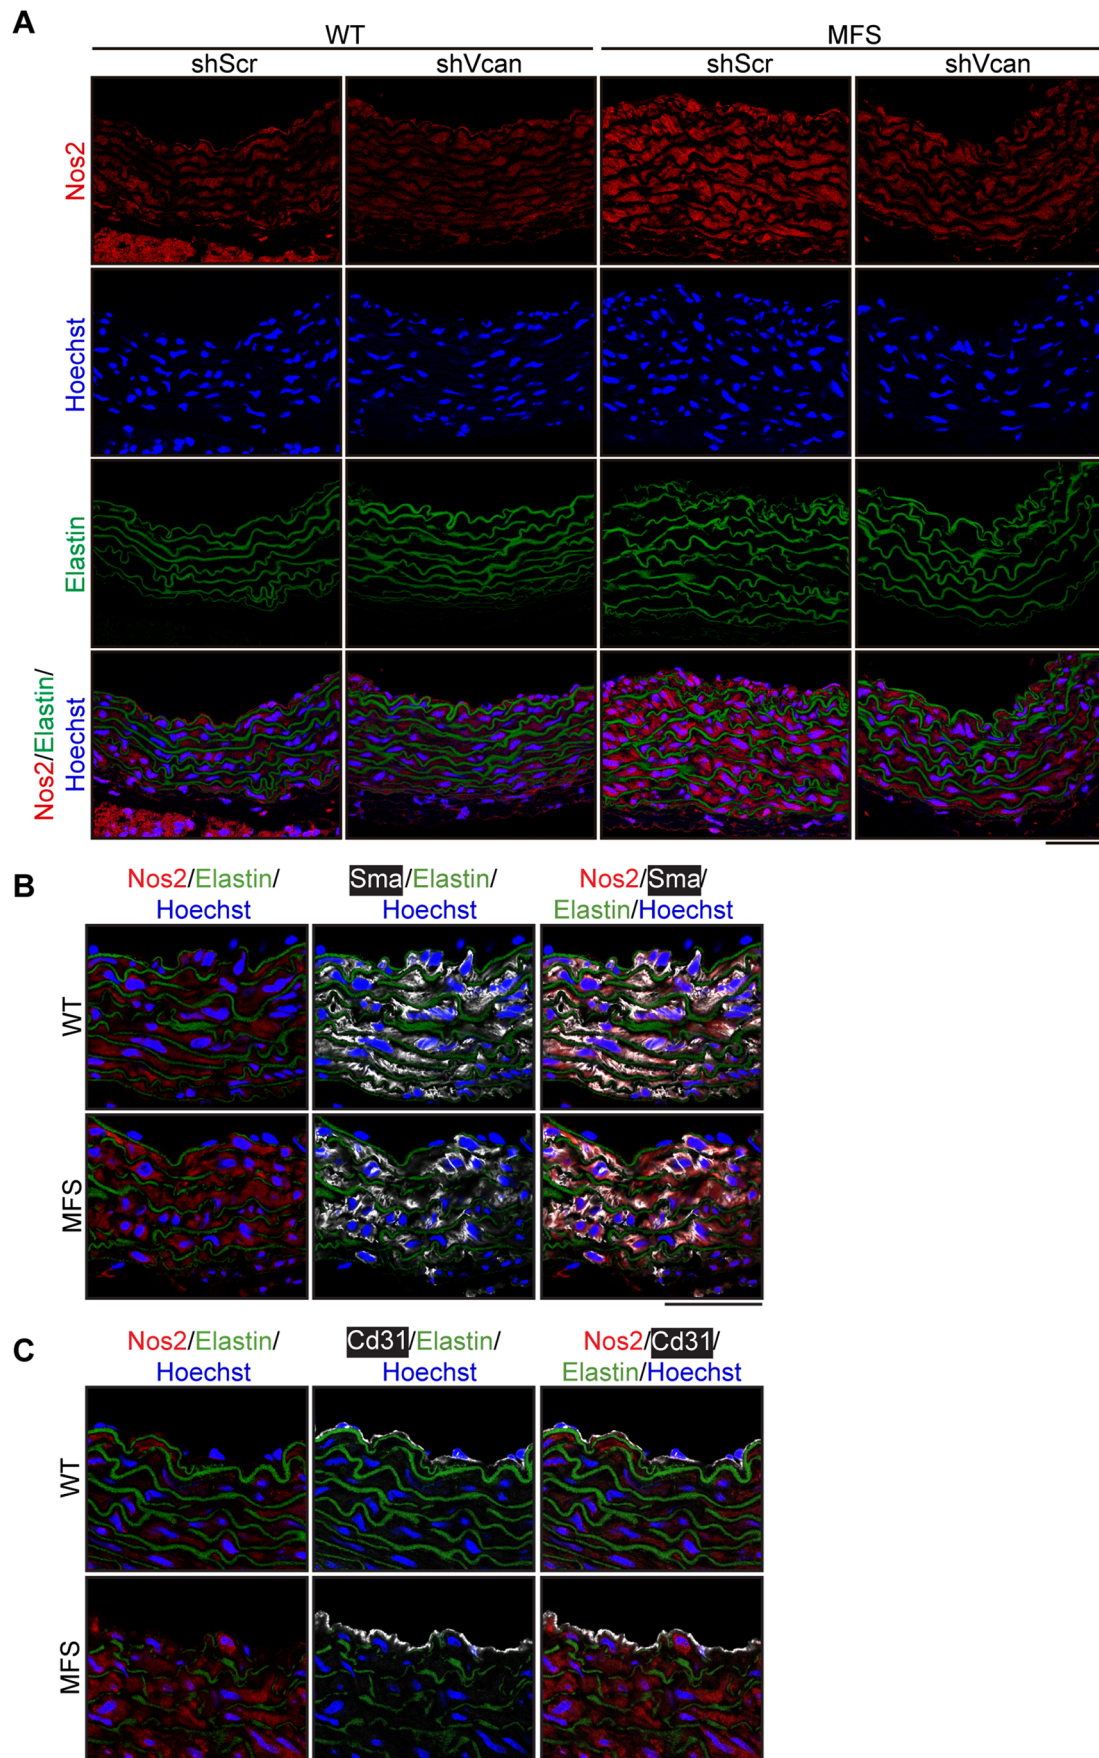 A
WT MFS
shScr shVcan shScr shVcan
Nos2
Hoechst
Elastin
Nos2/Elastin/
Hoechst
B
Nos2/Elastin/
Hoechst
Sma/Elastin/
Hoechst
Nos2/Sma/
Elastin/Hoechst
WT
MFS
C
Nos2/Elastin/
Hoechst
Cd31/Elastin/
Hoechst
Nos2/Cd31/
Elastin/Hoechst
WT
MFS